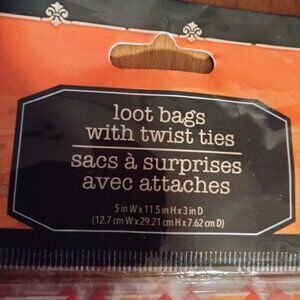 loot bags
with twist ties
sacs à surprises
avec attaches
5 in W x 11.5 in H x 3 in D
(12.7 cm W x 29.21 cm H x 7.62 cm D)